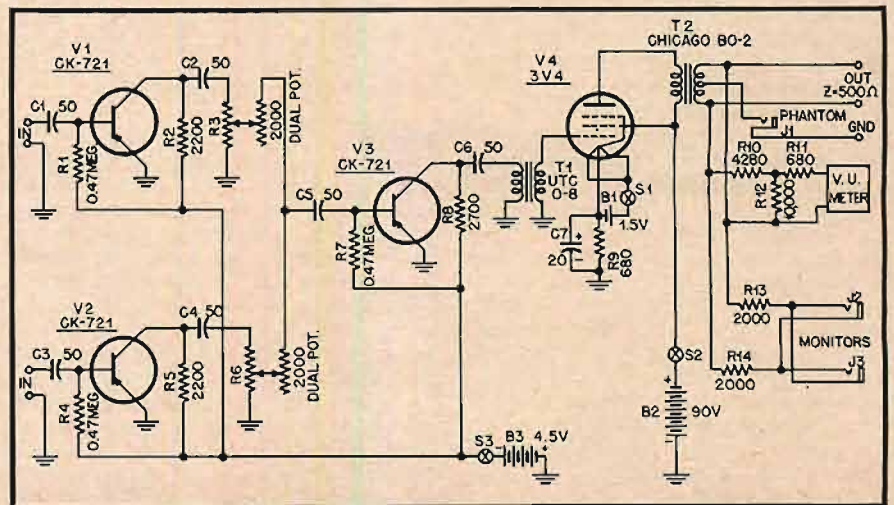 T2
CHICAGO BO-2
V1
CK-721
C2 50
C1 50
IN
R1
0.47MEG.
R2
2200
R3
2000
DUAL POT.
V4
3V4
OUT
Z=500Ω
PHANTOM
J1
GND
V3
CK-721
C6 50
C5 50
R7
0.47MEG.
R8
2700
T1
UTC
O-8
S1
B1
1.5V
C7
20
+
-
R9
680
R10
4280
R11
680
R12
10,000
V. U.
METER
V2
CK-721
C4 50
C3 50
IN
R4
0.47MEG.
R5
2200
R6
2000
DUAL POT.
R13
2000
J2
MONITORS
J3
R14
2000
S2
+
B2
90V
-
S3
-
B3 4.5V
+